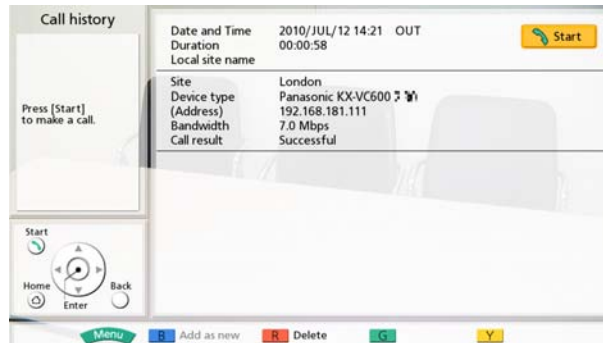 Call history
Press [Start]
to make a call.
Date and Time 2010/JUL/12 14:21 OUT
Duration 00:00:58
Local site name
Start
Site London
Device type Panasonic KX-VC600
(Address) 192.168.181.111
Bandwidth 7.0 Mbps
Call result Successful
Start
Home
Back
Enter
Menu
B Add as new
R Delete
G
Y